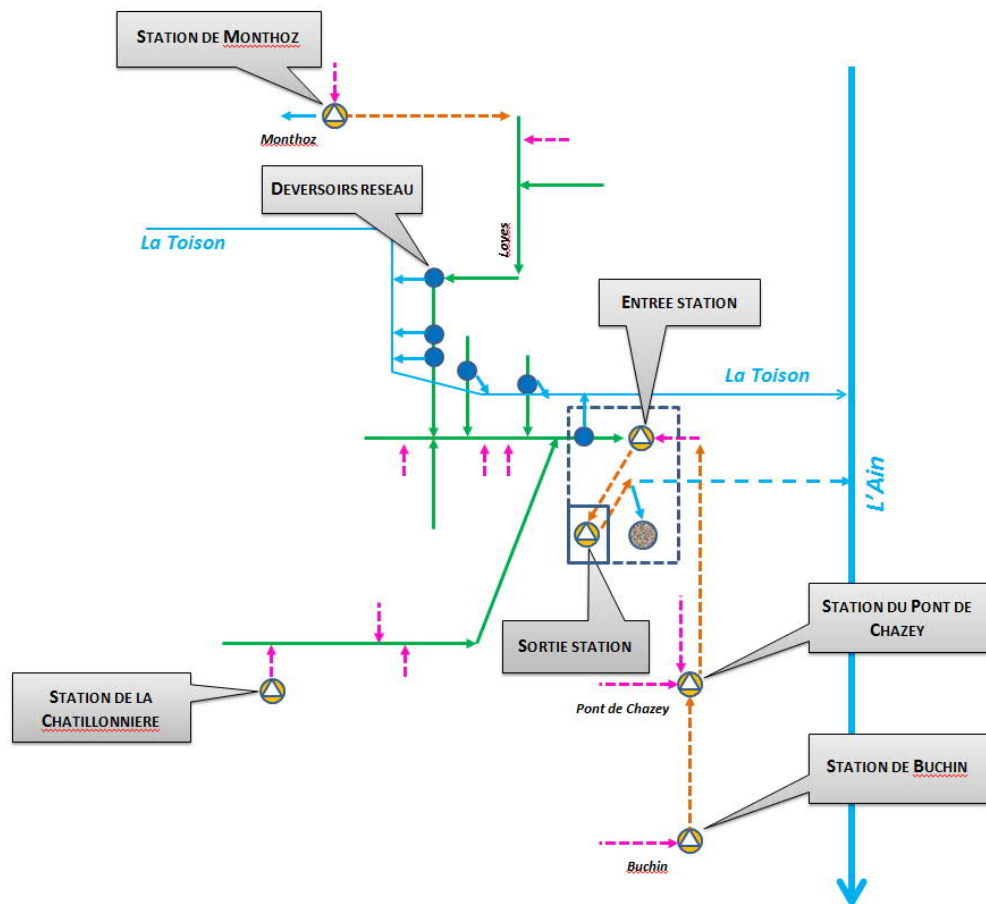 STATION DE MONTHOZ
Monthoz
DEVERSOIRS RESEAU
La Toison
Loyes
ENTREE STATION
La Toison
L'Ain
SORTIE STATION
STATION DU PONT DE
CHAZEY
STATION DE LA
CHATILLONNIERE
Pont de Chazey
STATION DE BUCHIN
Buchin